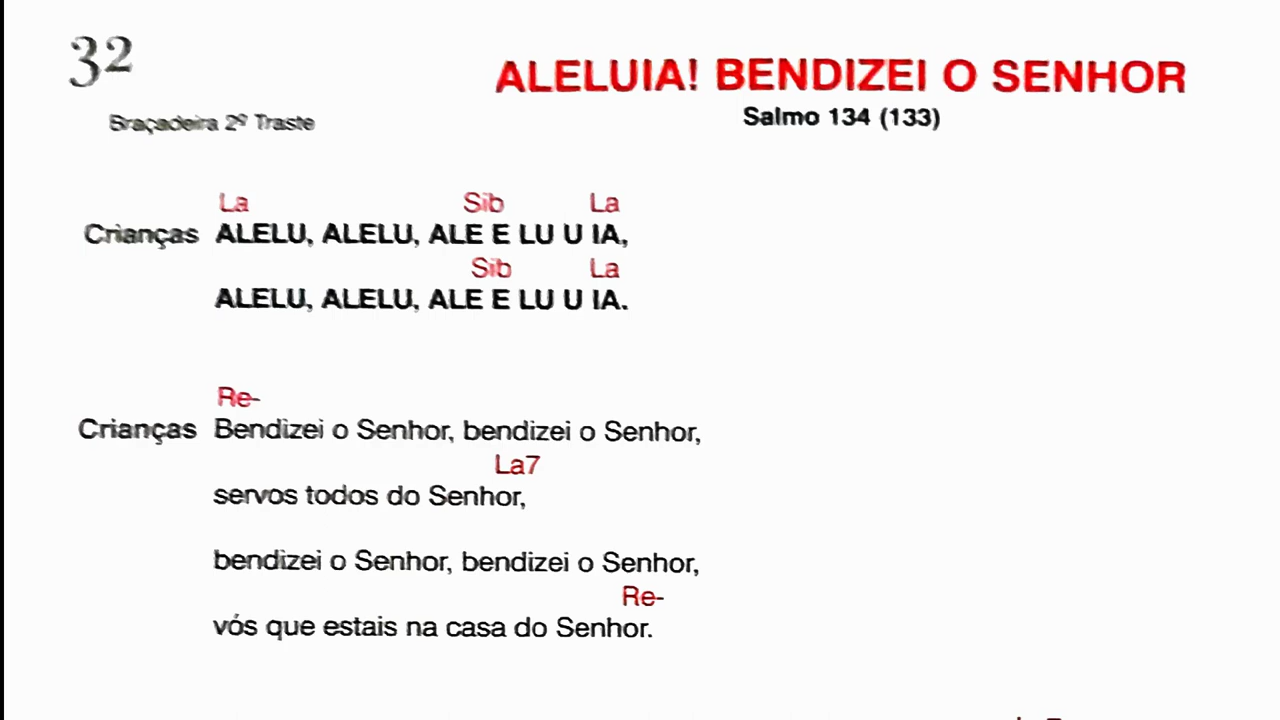 32
ALELUIA! BENDIZEI O SENHOR
Salmo 134 (133)
Braçadeira 2º Traste
La Sib La
Crianças ALELU, ALELU, ALE E LU U IA,
Sib La
ALELU, ALELU, ALE E LU U IA.
Re-
Crianças Bendizei o Senhor, bendizei o Senhor,
La7
servos todos do Senhor,
bendizei o Senhor, bendizei o Senhor,
Re-
vós que estais na casa do Senhor.